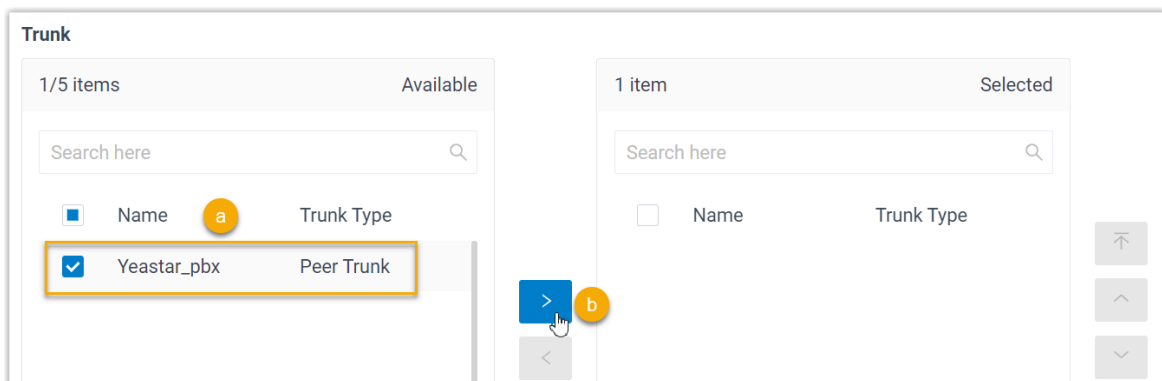 Trunk
1/5 items Available
1 item Selected
Search here
Search here
Name a Trunk Type
Name Trunk Type
Yeastar_pbx Peer Trunk
b